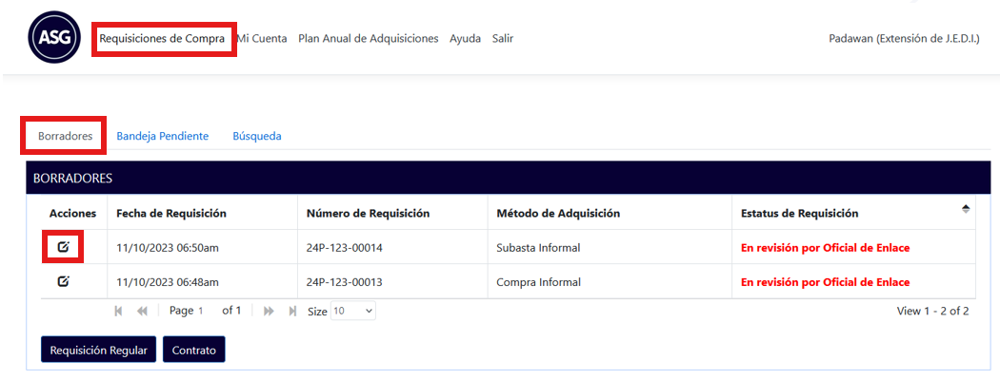 ASG Requisiciones de Compra Mi Cuenta Plan Anual de Adquisiciones Ayuda Salir Padawan (Extensión de J.E.D.I.)
Borradores Bandeja Pendiente Búsqueda
BORRADORES
Acciones Fecha de Requisición Número de Requisición Método de Adquisición Estatus de Requisición
11/10/2023 06:50am 24P-123-00014 Subasta Informal En revisión por Oficial de Enlace
11/10/2023 06:48am 24P-123-00013 Compra Informal En revisión por Oficial de Enlace
Page 1 of 1 Size 10 View 1 - 2 of 2
Requisición Regular Contrato